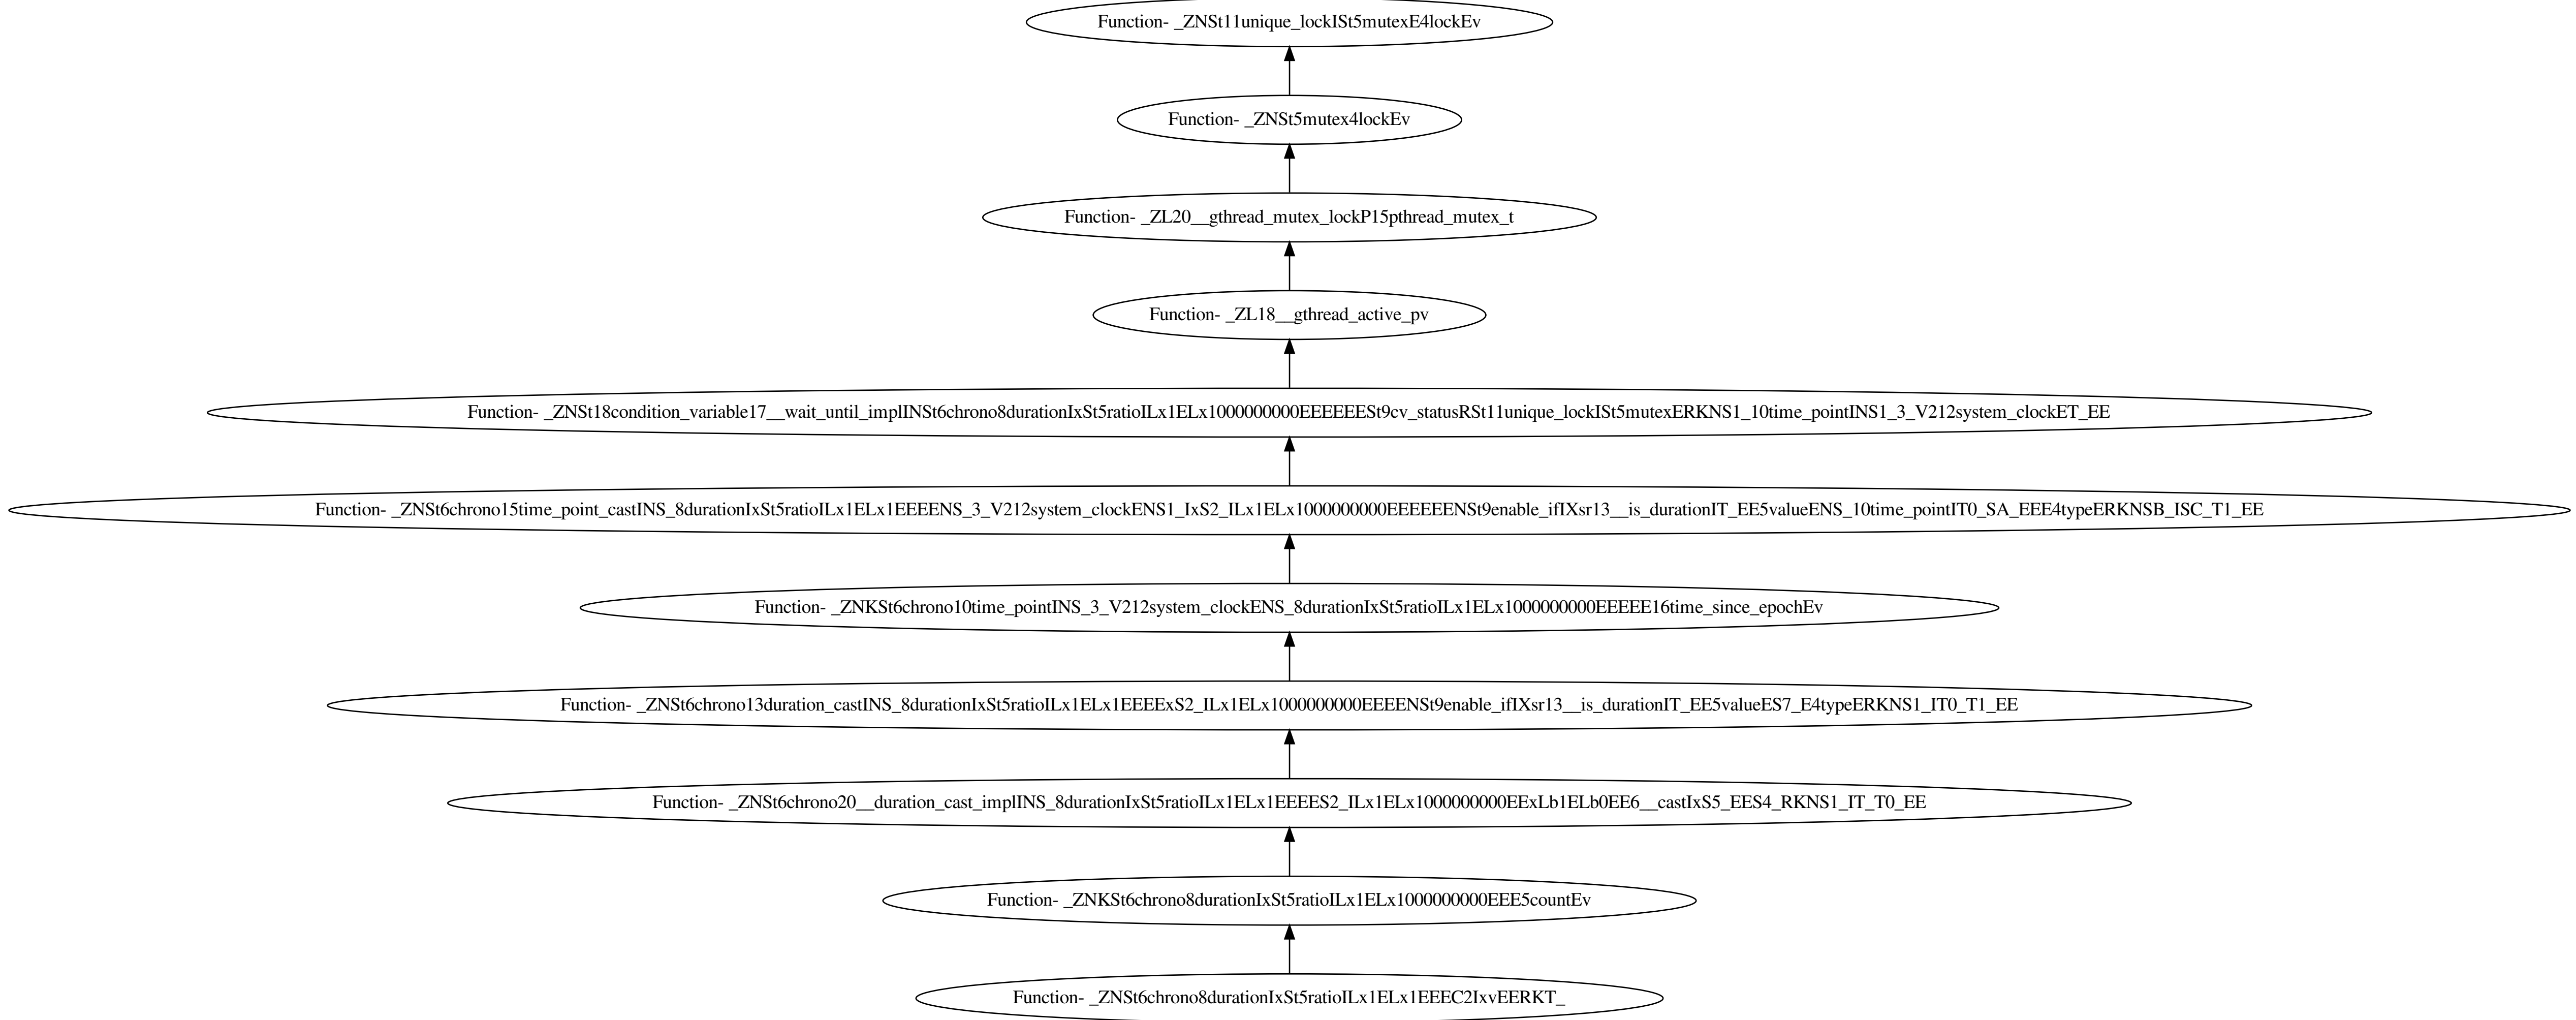 Function- _ZNSt11unique_lockISt5mutexE4lockEv
Function- _ZNSt5mutex4lockEv
Function- _ZL20__gthread_mutex_lockP15pthread_mutex_t
Function- _ZL18__gthread_active_pv
Function- _ZNSt18condition_variable17__wait_until_implINSt6chrono8durationIxSt5ratioILx1ELx1000000000EEEEEESt9cv_statusRSt11unique_lockISt5mutexERKNS1_10time_pointINS1_3_V212system_clockET_EE
Function- _ZNSt6chrono15time_point_castINS_8durationIxSt5ratioILx1ELx1EEEENS_3_V212system_clockENS1_IxS2_ILx1ELx1000000000EEEEEENSt9enable_ifIXsr13__is_durationIT_EE5valueENS_10time_pointIT0_SA_EEE4typeERKNSB_ISC_T1_EE
Function- _ZNKSt6chrono10time_pointINS_3_V212system_clockENS_8durationIxSt5ratioILx1ELx1000000000EEEEE16time_since_epochEv
Function- _ZNSt6chrono13duration_castINS_8durationIxSt5ratioILx1ELx1EEEExS2_ILx1ELx1000000000EEEENSt9enable_ifIXsr13__is_durationIT_EE5valueES7_E4typeERKNS1_IT0_T1_EE
Function- _ZNSt6chrono20__duration_cast_implINS_8durationIxSt5ratioILx1ELx1EEEES2_ILx1ELx1000000000EExLb1ELb0EE6__castIxS5_EES4_RKNS1_IT_T0_EE
Function- _ZNKSt6chrono8durationIxSt5ratioILx1ELx1000000000EEE5countEv
Function- _ZNSt6chrono8durationIxSt5ratioILx1ELx1EEEC2IxvEERKT_